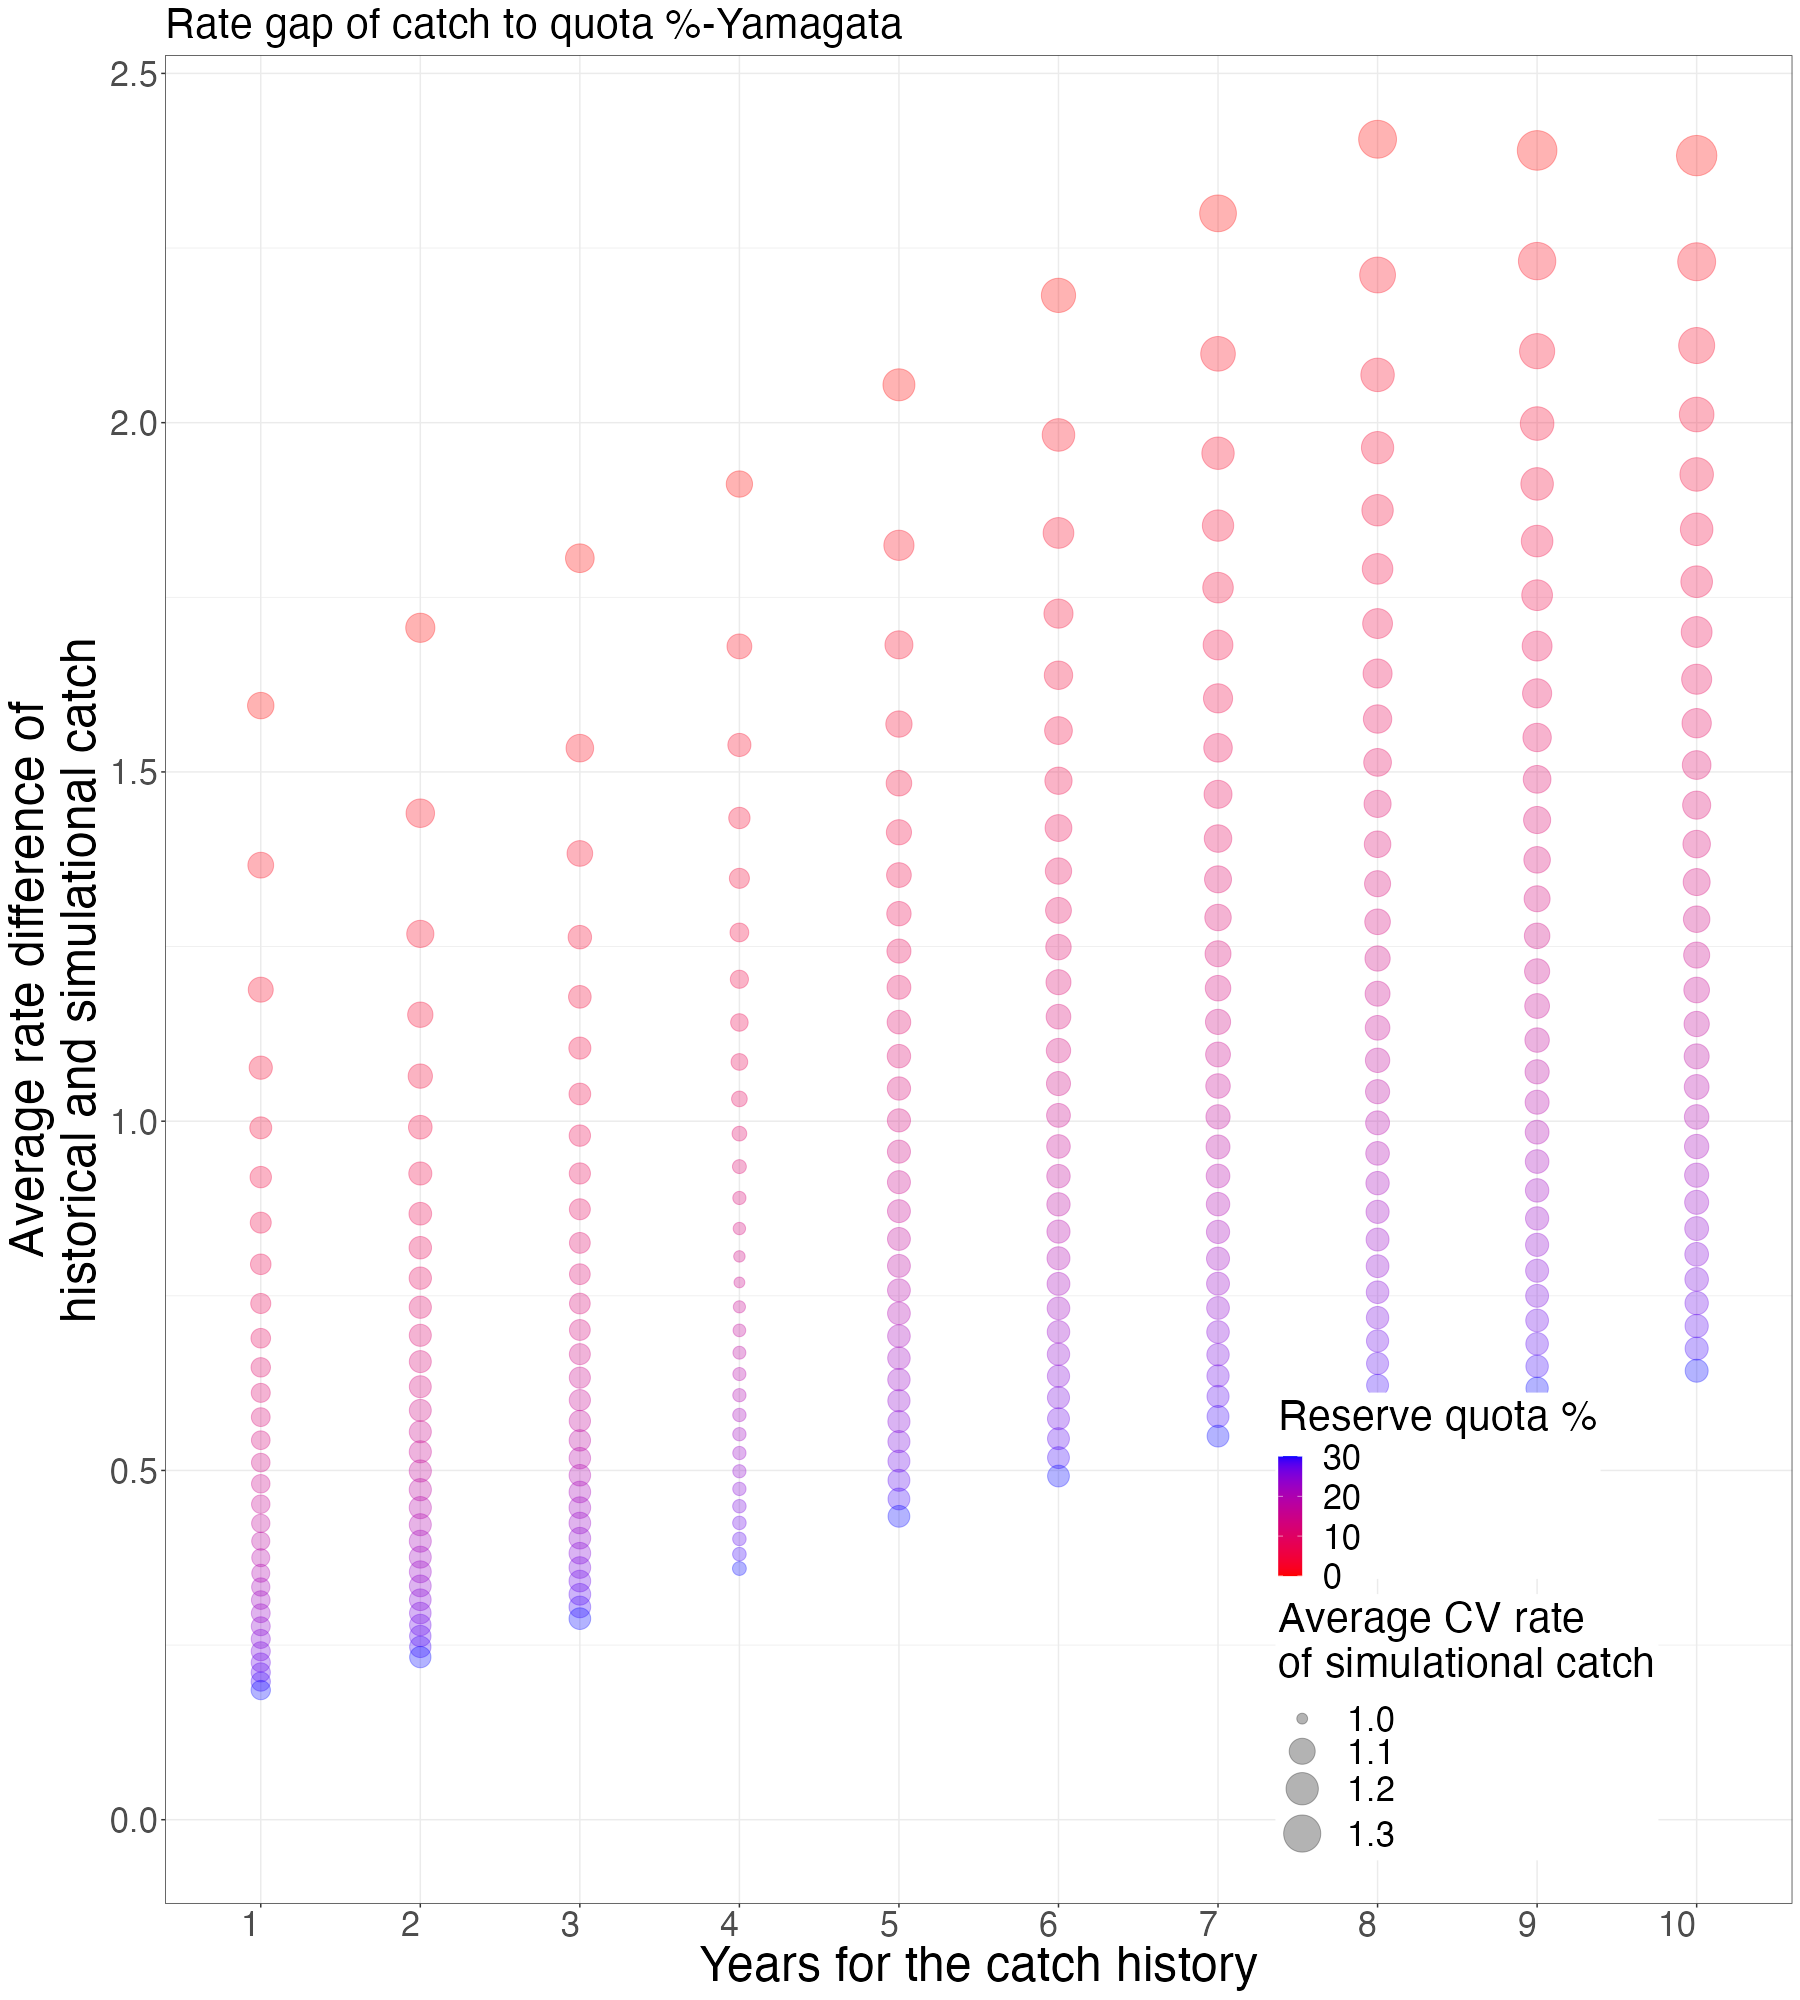 Rate gap of catch to quota %-Yamagata
2.5
2.0
1.5
1.0
0.5
0.0
Average rate difference of
historical and simulational catch
1 2 3 4 5 6 7 8 9 10
Years for the catch history
Reserve quota %
30
20
10
0
Average CV rate
of simulational catch
1.0
1.1
1.2
1.3